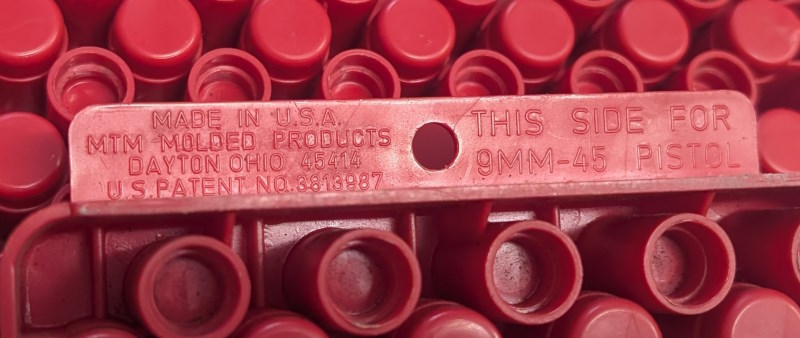 MADE IN U.S.A.
MTM MOLDED PRODUCTS
DAYTON OHIO 45414
U.S. PATENT NO. 3813987
THIS SIDE FOR
9MM-45 PISTOL